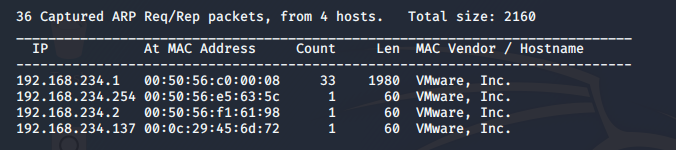 36 Captured ARP Req/Rep packets, from 4 hosts.   Total size: 2160
_____________________________________________________________________________
  IP            At MAC Address     Count     Len  MAC Vendor / Hostname
-----------------------------------------------------------------------------
192.168.234.1   00:50:56:c0:00:08     33    1980  VMware, Inc.
192.168.234.254 00:50:56:e5:63:5c      1      60  VMware, Inc.
192.168.234.2   00:50:56:f1:61:98      1      60  VMware, Inc.
192.168.234.137 00:0c:29:45:6d:72      1      60  VMware, Inc.